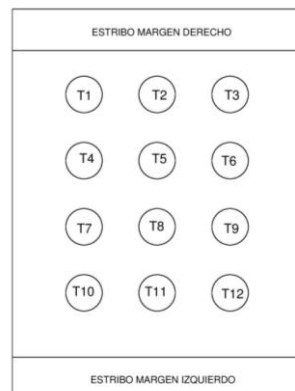 ESTRIBO MARGEN DERECHO
T1 T2 T3
T4 T5 T6
T7 T8 T9
T10 T11 T12
ESTRIBO MARGEN IZQUIERDO